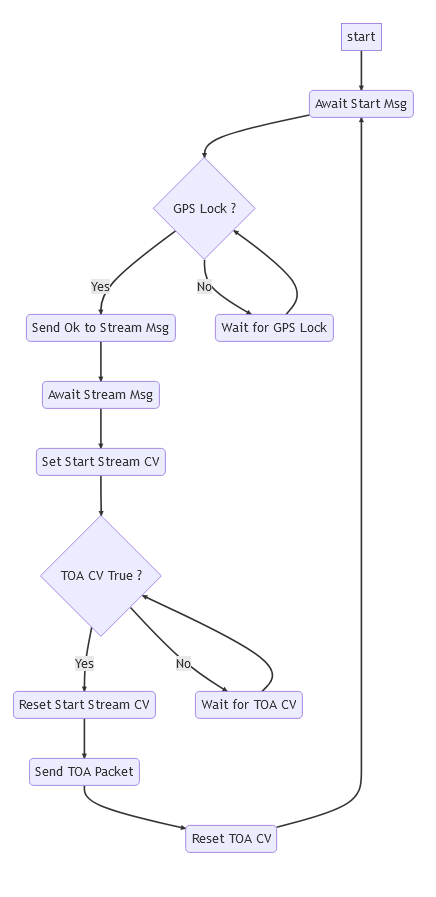 start
Await Start Msg
GPS Lock ?
Yes
No
Send Ok to Stream Msg
Wait for GPS Lock
Await Stream Msg
Set Start Stream CV
TOA CV True ?
Yes
No
Reset Start Stream CV
Wait for TOA CV
Send TOA Packet
Reset TOA CV